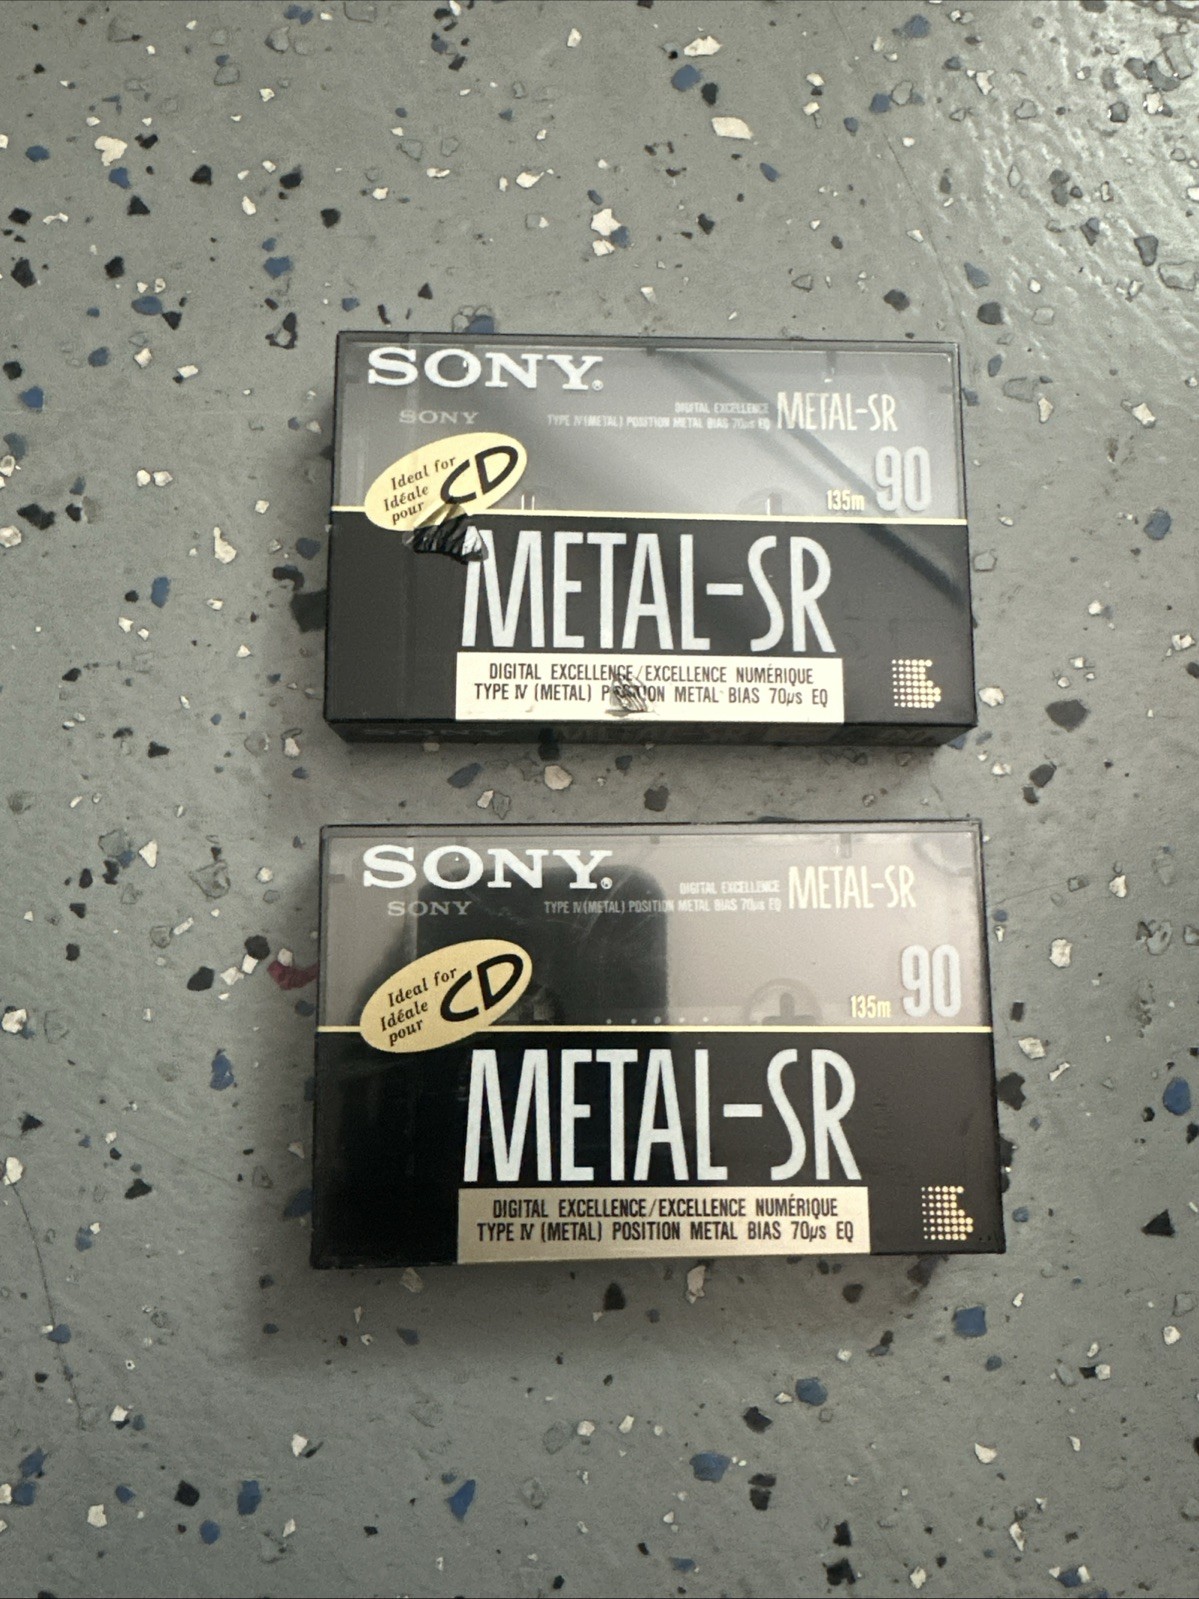 SONY®
SONY
DIGITAL EXCELLENCE METAL-SR
TYPE IV (METAL) POSITION METAL BIAS 70µs EQ
Ideal for
Idéale
pour
CD
135m 90
METAL-SR
DIGITAL EXCELLENCE/EXCELLENCE NUMÉRIQUE
TYPE IV (METAL) POSITION METAL BIAS 70µs EQ
SONY METAL-SR
SONY®
SONY
DIGITAL EXCELLENCE METAL-SR
TYPE IV (METAL) POSITION METAL BIAS 70µs EQ
Ideal for
Idéale
pour
CD
135m 90
METAL-SR
DIGITAL EXCELLENCE/EXCELLENCE NUMÉRIQUE
TYPE IV (METAL) POSITION METAL BIAS 70µs EQ